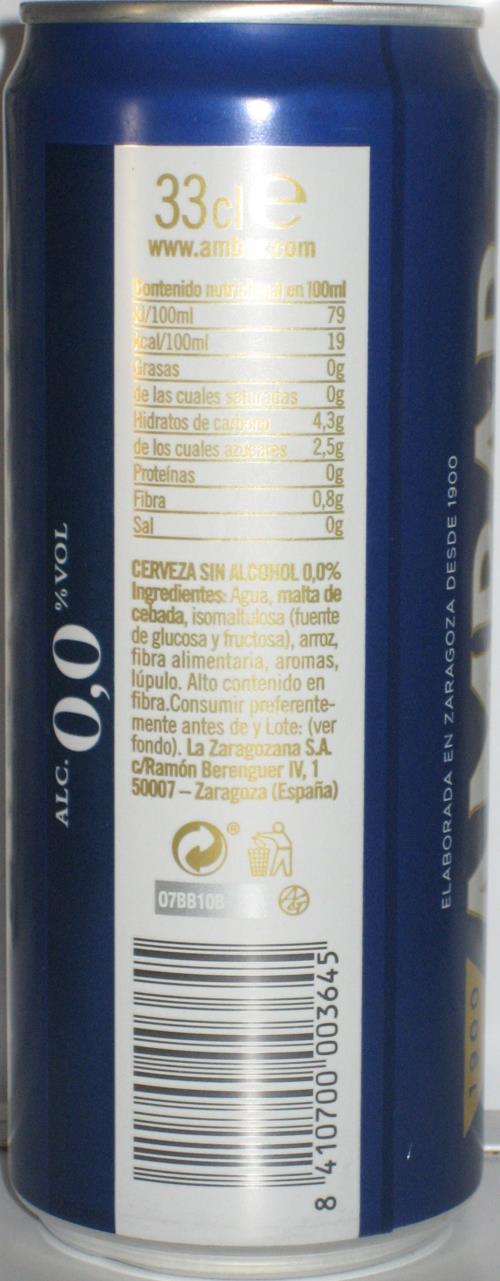 33cl e
www.amb com
Contenido nutricional en 100ml
kJ/100ml 79
kcal/100ml 19
Grasas 0g
de las cuales saturadas 0g
Hidratos de carbono 4,3g
de los cuales azúcares 2,5g
Proteínas 0g
Fibra 0,8g
Sal 0g
CERVEZA SIN ALCOHOL 0,0%
Ingredientes: Agua, malta de
cebada, isomaltulosa (fuente
de glucosa y fructosa), arroz,
fibra alimentaria, aromas,
lúpulo. Alto contenido en
fibra.Consumir preferente-
mente antes de y Lote: (ver
fondo). La Zaragozana S.A.
c/Ramón Berenguer IV, 1
50007 – Zaragoza (España)
®
07BB10B
8 410700 003645
ALC. 0,0 %VOL
ELABORADA EN ZARAGOZA DESDE 1900
AMBAR
1900